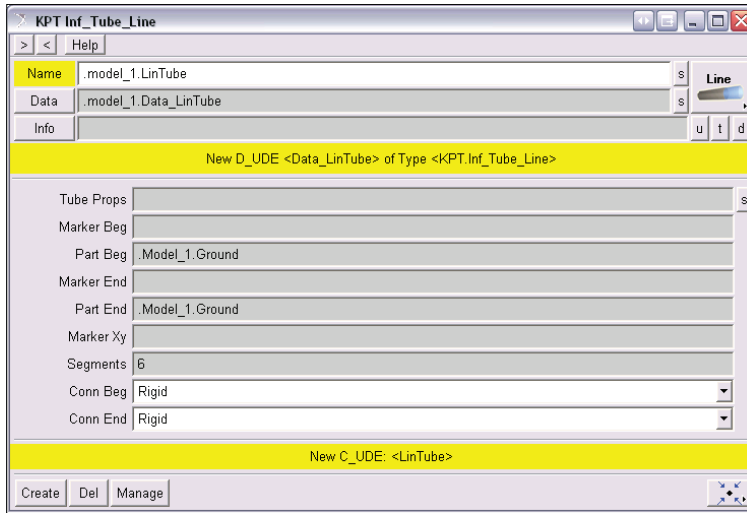 KPT Inf_Tube_Line
> < Help
Name .model_1.LinTube s Line
Data .model_1.Data_LinTube s
Info u t d
New D_UDE <Data_LinTube> of Type <KPT.Inf_Tube_Line>
Tube Props s
Marker Beg
Part Beg .Model_1.Ground
Marker End
Part End .Model_1.Ground
Marker Xy
Segments 6
Conn Beg Rigid
Conn End Rigid
New C_UDE: <LinTube>
Create Del Manage